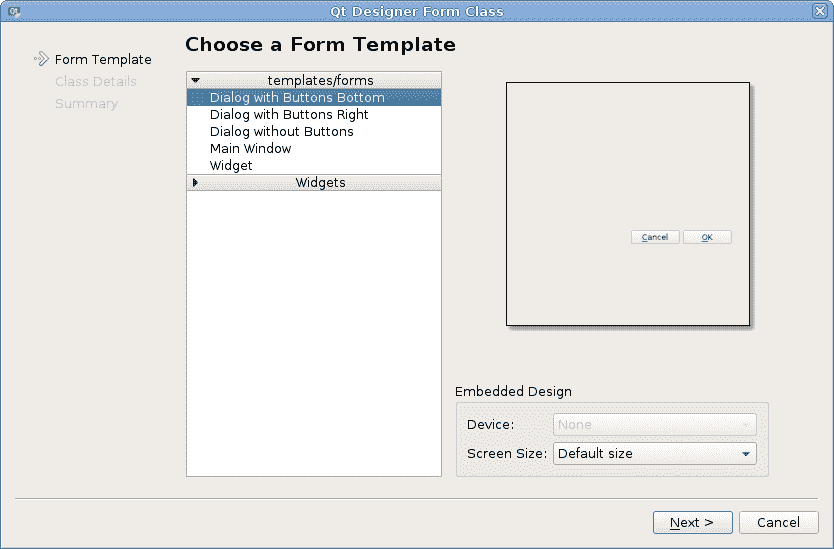 Qt Designer Form Class
Form Template
Class Details
Summary
Choose a Form Template
templates/forms
Dialog with Buttons Bottom
Dialog with Buttons Right
Dialog without Buttons
Main Window
Widget
Widgets
Cancel OK
Embedded Design
Device: None
Screen Size: Default size
Next > Cancel